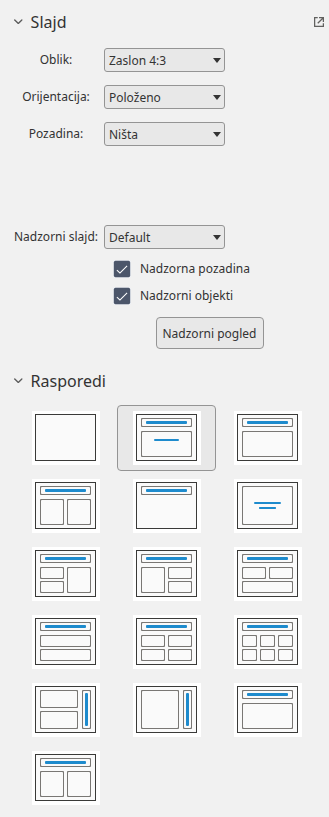 Slajd
Oblik: Zaslon 4:3
Orijentacija: Položeno
Pozadina: Ništa
Nadzorni slajd: Default
Nadzorna pozadina
Nadzorni objekti
Nadzorni pogled
Rasporedi